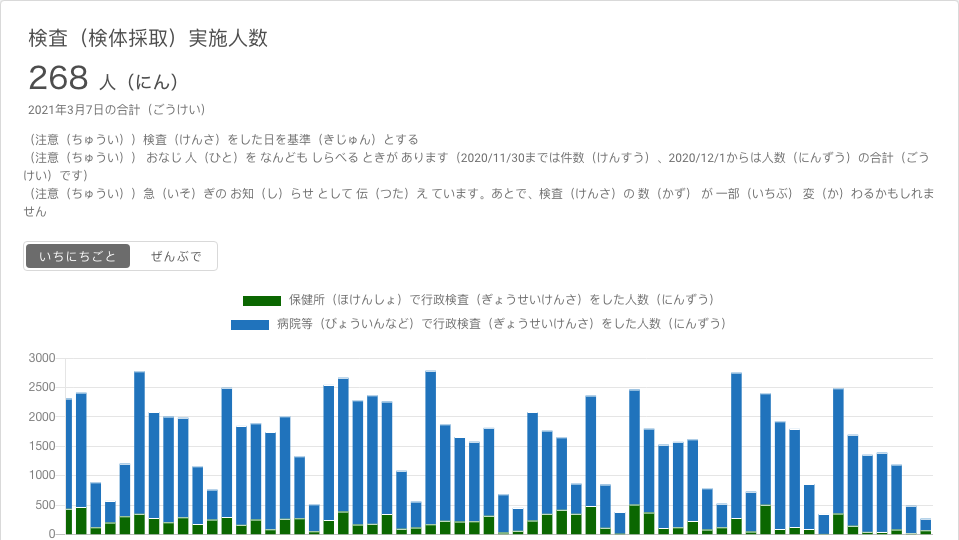 検査（検体採取）実施人数
268 人（にん）
2021年3月7日の合計（ごうけい）
（注意（ちゅうい））検査（けんさ）をした日を基準（きじゅん）とする
（注意（ちゅうい）） おなじ 人（ひと）を なんども しらべる ときが あります（2020/11/30までは件数（けんすう）、2020/12/1からは人数（にんずう）の合計（ごう
けい）です）
（注意（ちゅうい））急（いそ）ぎの お知（し）らせ として 伝（つた）え ています。あとで、検査（けんさ）の 数（かず） が 一部（いちぶ） 変（か）わるかもしれま
せん
いちにちごと ぜんぶで
保健所（ほけんしょ）で行政検査（ぎょうせいけんさ）をした人数（にんずう）
病院等（びょういんなど）で行政検査（ぎょうせいけんさ）をした人数（にんずう）
3000
2500
2000
1500
1000
500
0